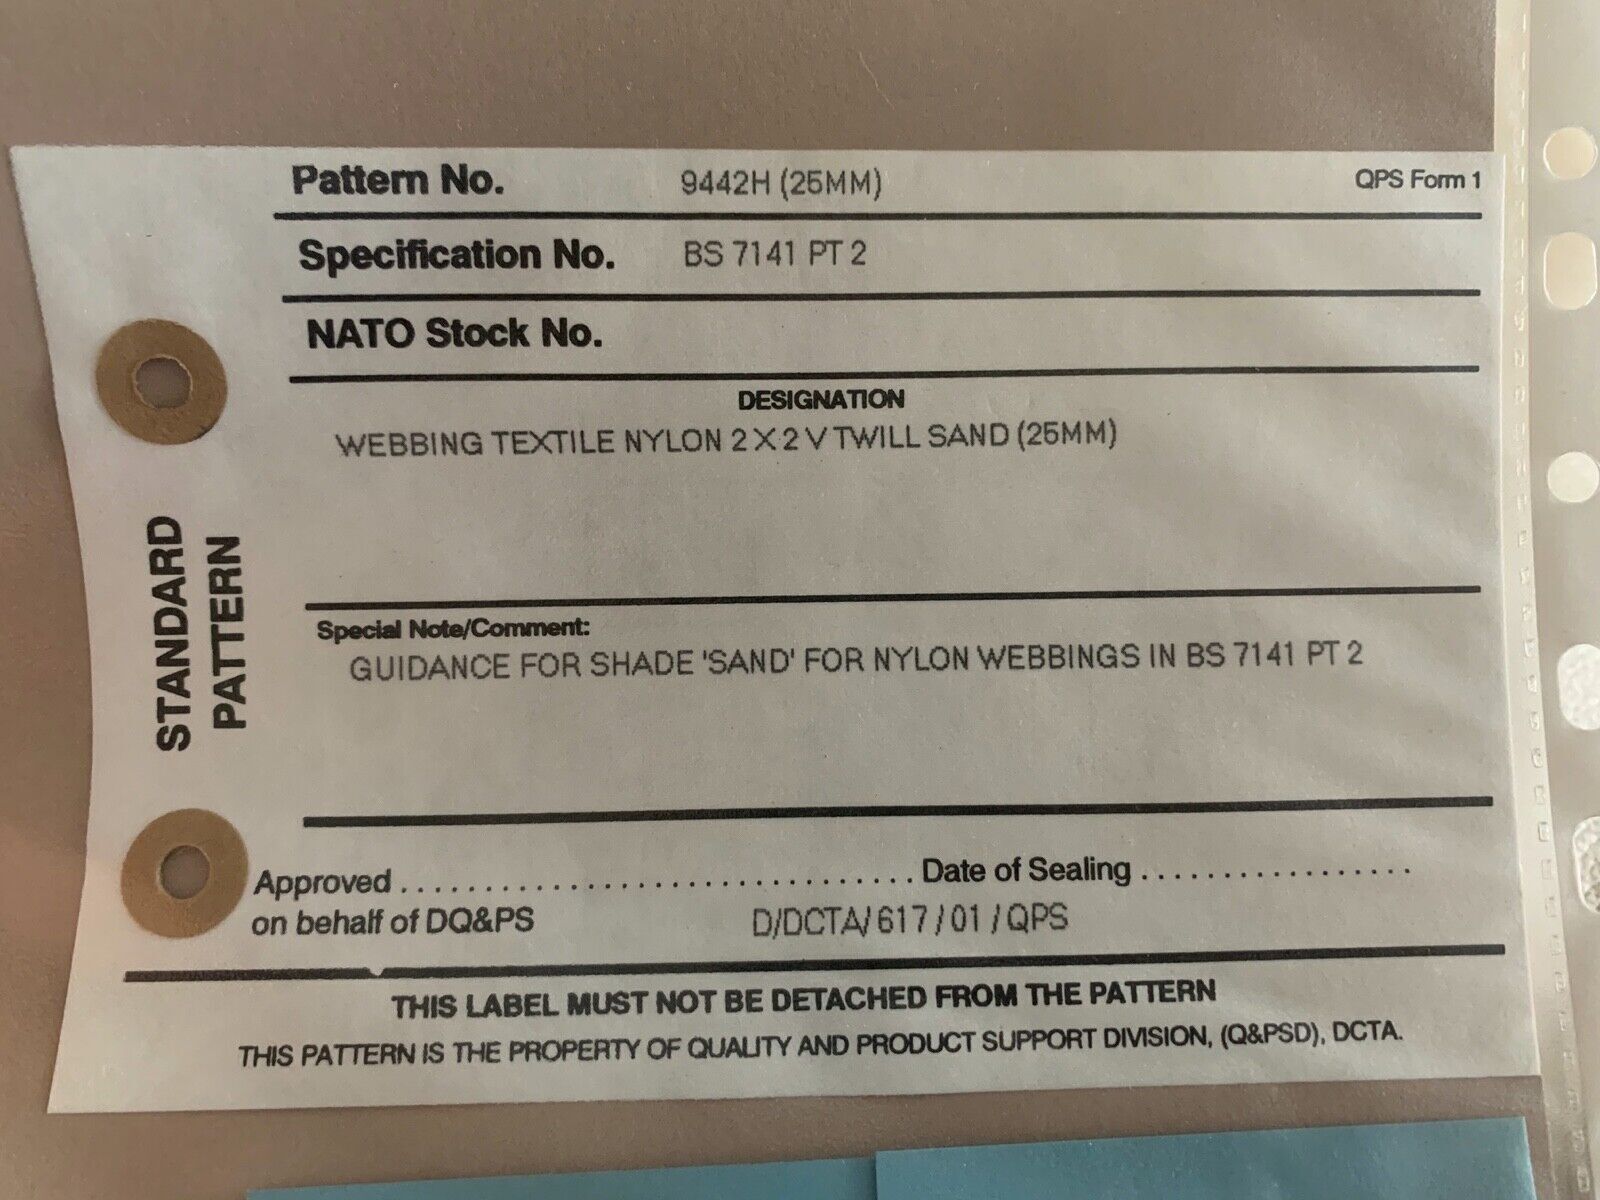 Pattern No. 9442H (25MM) QPS Form 1
Specification No. BS 7141 PT 2
NATO Stock No.
DESIGNATION
WEBBING TEXTILE NYLON 2 X 2 V TWILL SAND (25MM)
STANDARD
PATTERN
Special Note/Comment:
GUIDANCE FOR SHADE 'SAND' FOR NYLON WEBBINGS IN BS 7141 PT 2
Approved ............................... Date of Sealing .................
on behalf of DQ&PS D/DCTA/617/01/QPS
THIS LABEL MUST NOT BE DETACHED FROM THE PATTERN
THIS PATTERN IS THE PROPERTY OF QUALITY AND PRODUCT SUPPORT DIVISION, (Q&PSD), DCTA.